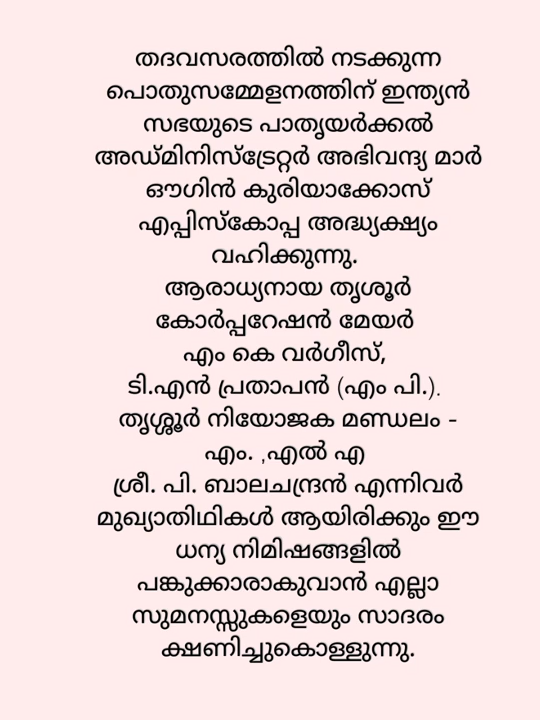 തദവസരത്തിൽ നടക്കുന്ന
പൊതുസമ്മേളനത്തിന് ഇന്ത്യൻ
സഭയുടെ പാതൃയർക്കൽ
അഡ്മിനിസ്ട്രേറ്റർ അഭിവന്ദ്യ മാർ
ഔഗിൻ കുരിയാക്കോസ്
എപ്പിസ്കോപ്പ അദ്ധ്യക്ഷ്യം
വഹിക്കുന്നു.
ആരാധ്യനായ തൃശൂർ
കോർപ്പറേഷൻ മേയർ
എം കെ വർഗീസ്,
ടി.എൻ പ്രതാപൻ (എം പി.).
തൃശ്ശൂർ നിയോജക മണ്ഡലം -
എം. ,എൽ എ
ശ്രീ. പി. ബാലചന്ദ്രൻ എന്നിവർ
മുഖ്യാതിഥികൾ ആയിരിക്കും ഈ
ധന്യ നിമിഷങ്ങളിൽ
പങ്കുക്കാരാകുവാൻ എല്ലാ
സുമനസ്സുകളെയും സാദരം
ക്ഷണിച്ചുകൊള്ളുന്നു.